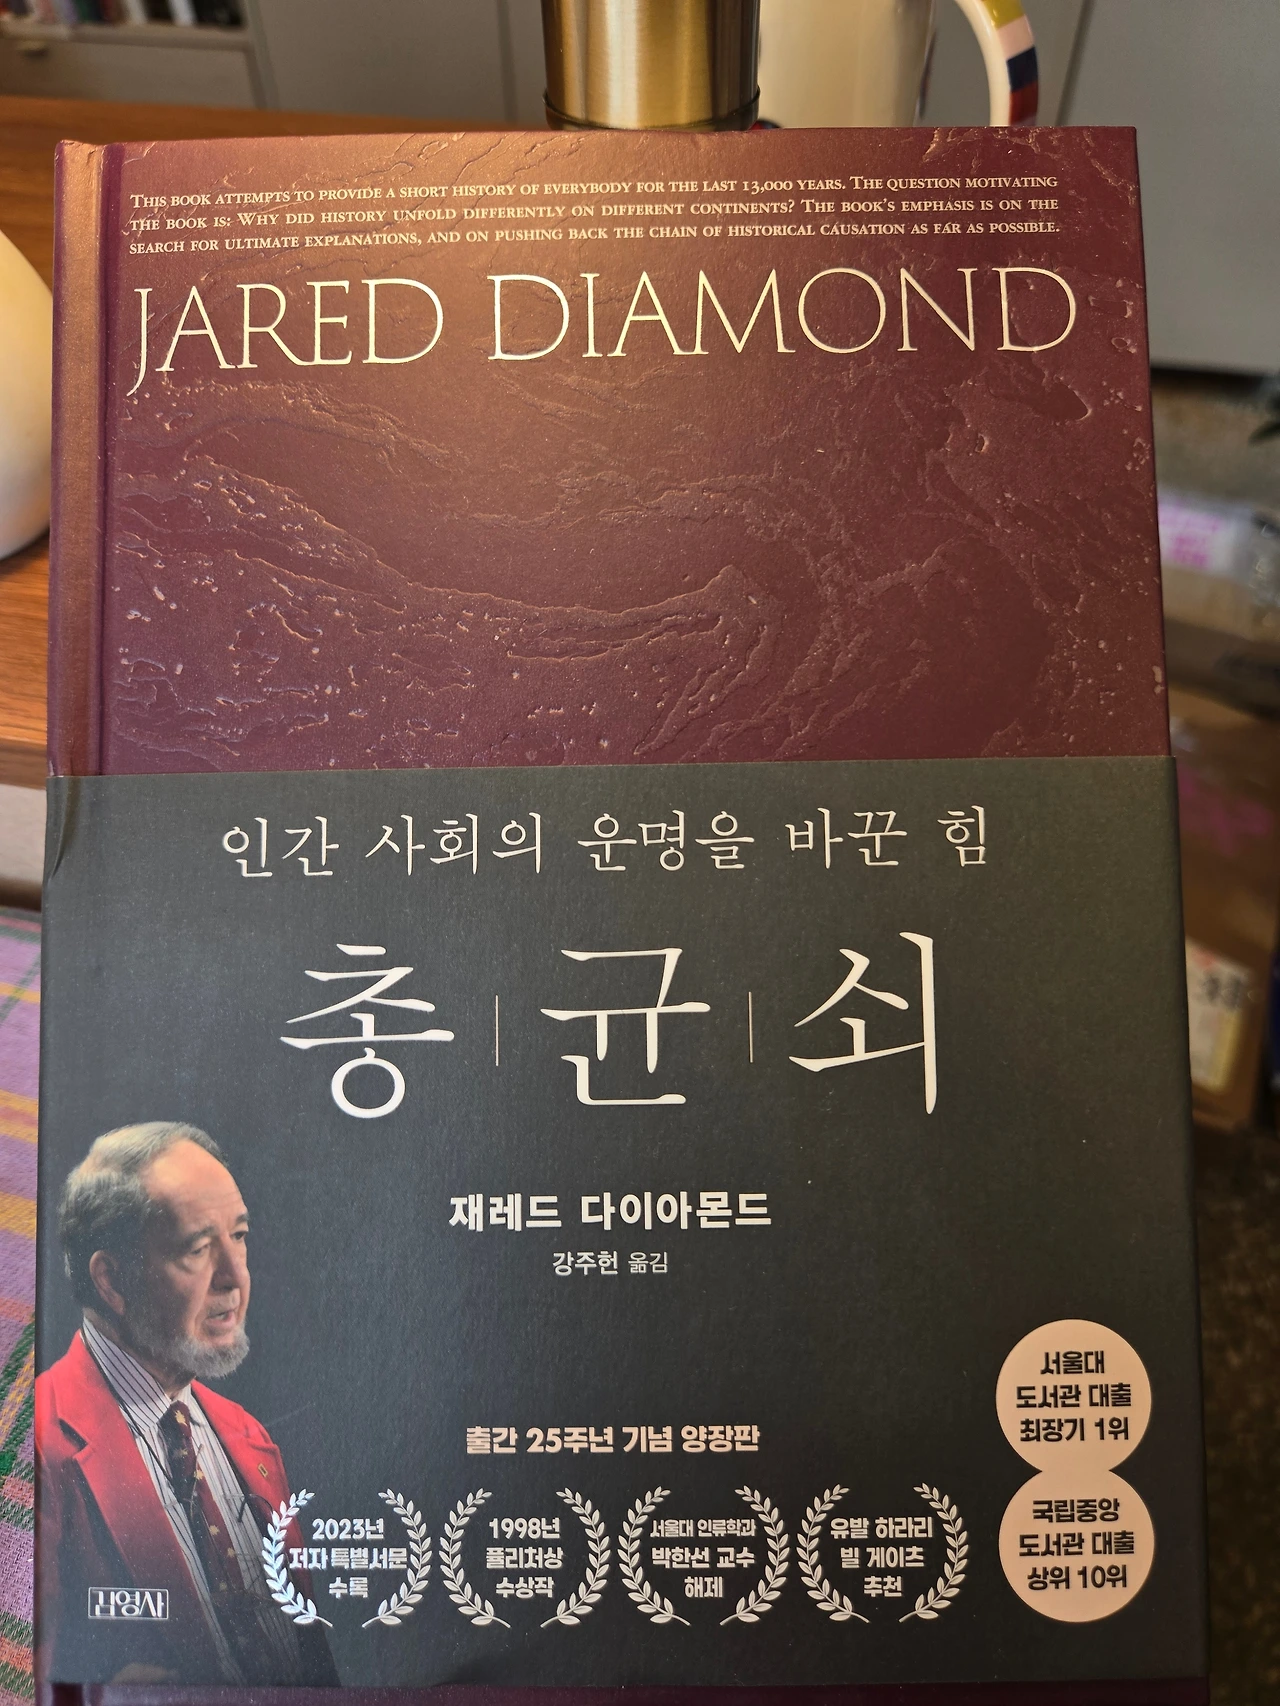 THIS BOOK ATTEMPTS TO PROVIDE A SHORT HISTORY OF EVERYBODY FOR THE LAST 13,000 YEARS. THE QUESTION MOTIVATING
THE BOOK IS: WHY DID HISTORY UNFOLD DIFFERENTLY ON DIFFERENT CONTINENTS? THE BOOK'S EMPHASIS IS ON THE
SEARCH FOR ULTIMATE EXPLANATIONS, AND ON PUSHING BACK THE CHAIN OF HISTORICAL CAUSATION AS FAR AS POSSIBLE.
JARED DIAMOND
인간 사회의 운명을 바꾼 힘
총|균|쇠
재레드 다이아몬드
강주헌 옮김
서울대
도서관 대출
최장기 1위
출간 25주년 기념 양장판
2023년
저자 특별서문
수록
1998년
퓰리처상
수상작
서울대 인류학과
박한선 교수
해제
유발 하라리
빌 게이츠
추천
국립중앙
도서관 대출
상위 10위
김영사